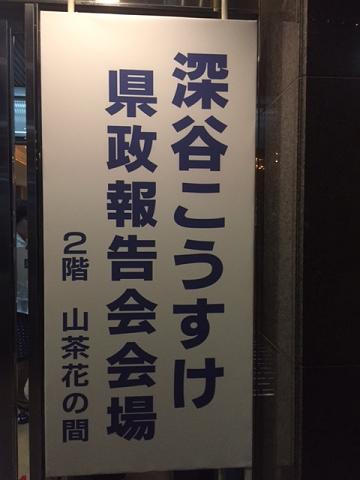 深谷こうすけ
県政報告会会場
2階 山茶花の間